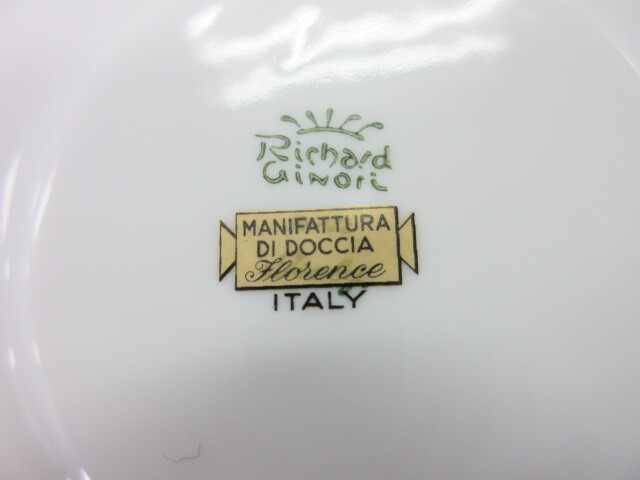 Richard
Ginori
MANIFATTURA
DI DOCCIA
Florence
ITALY